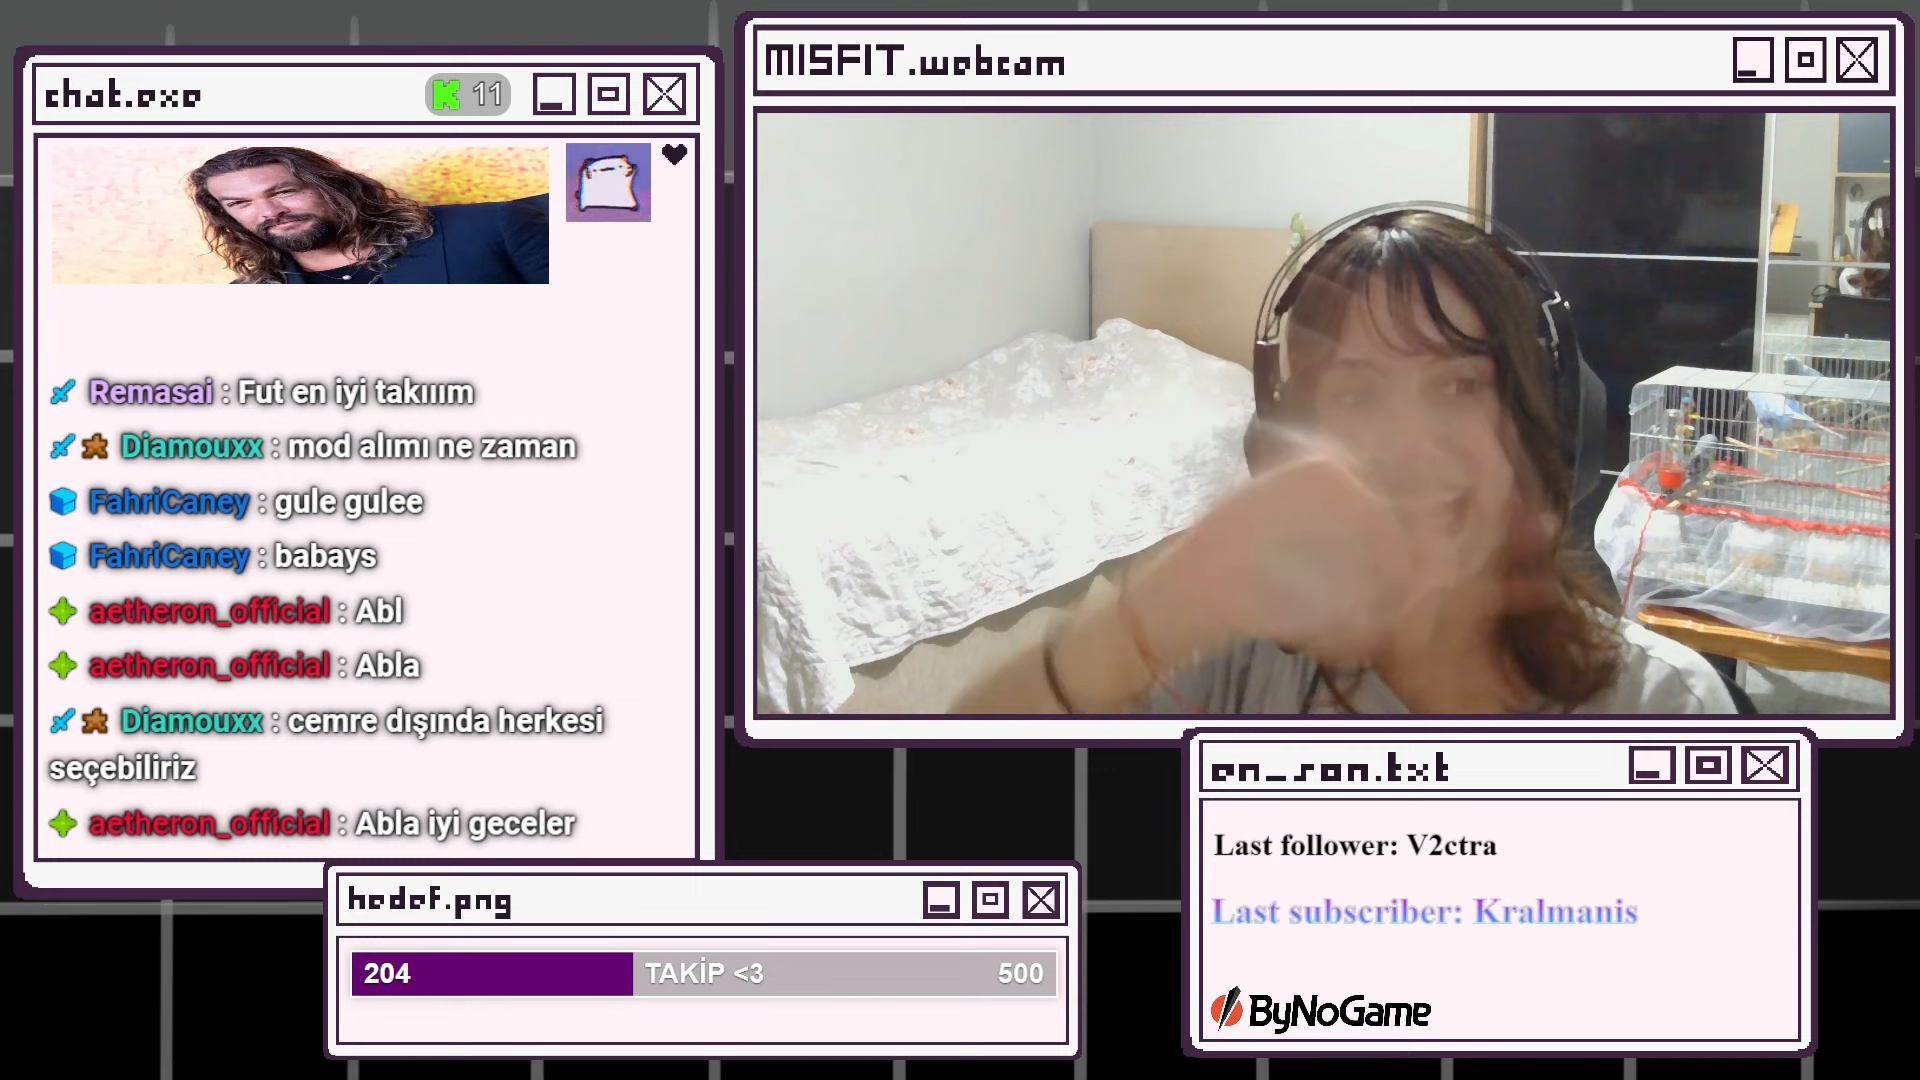 chat.exe
11
Remasai : Fut en iyi takıııım
Diamouxx : mod alımı ne zaman
FahriCaney : gule gulee
FahriCaney : babays
aetheron_official : Abl
aetheron_official : Abla
Diamouxx : cemre dışında herkesi
seçebiliriz
aetheron_official : Abla iyi geceler
MISFIT.webcam
hedef.png
204 TAKİP <3 500
en_son.txt
Last follower: V2ctra
Last subscriber: Kralmanis
ByNoGame